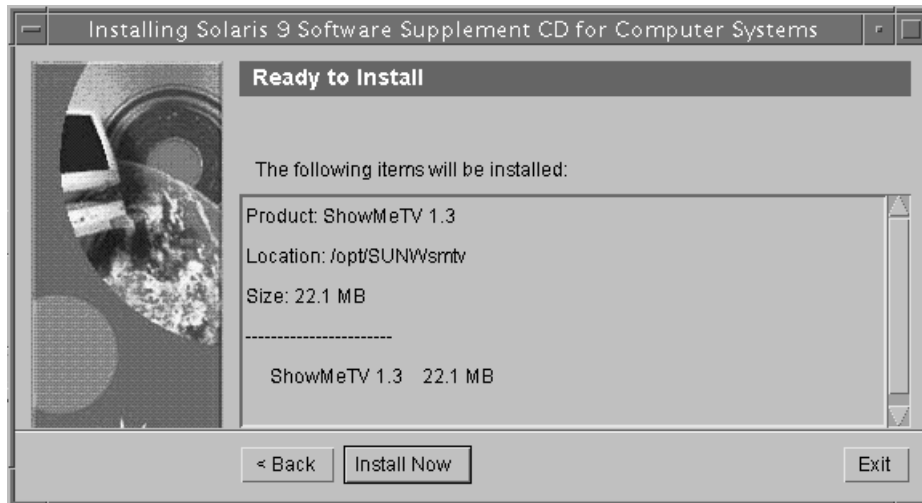 Installing Solaris 9 Software Supplement CD for Computer Systems
Ready to Install
The following items will be installed:
Product: ShowMeTV 1.3
Location: /opt/SUNWsmtv
Size: 22.1 MB
-----------------------
ShowMeTV 1.3 22.1 MB
< Back Install Now Exit